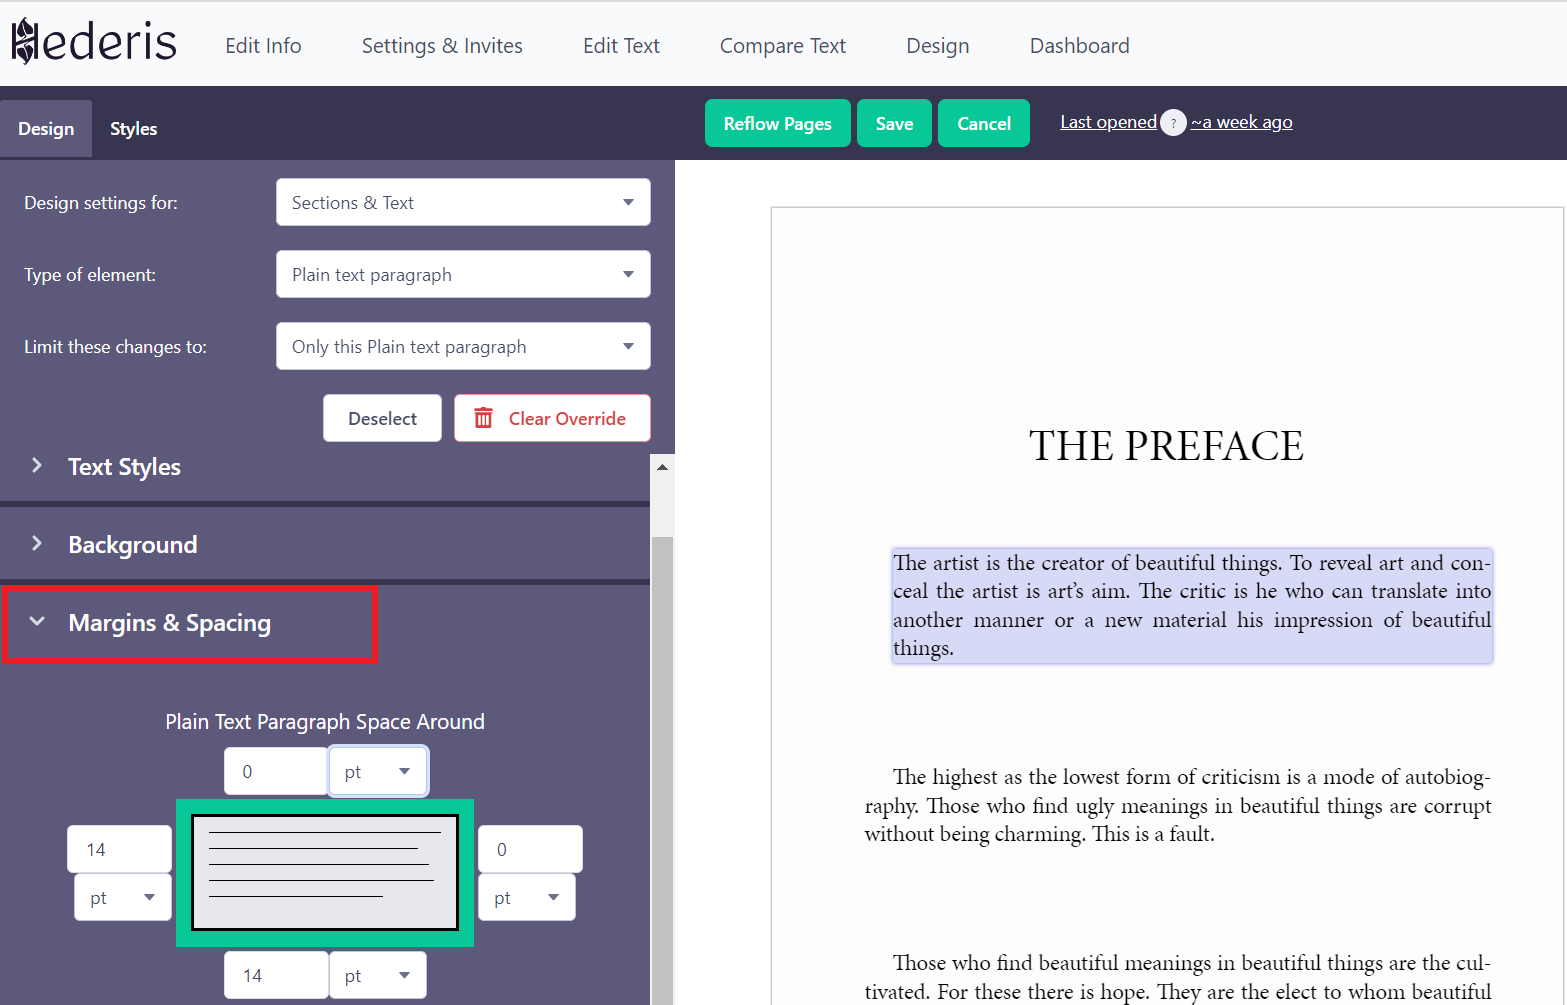 Hederis
Edit Info
Settings & Invites
Edit Text
Compare Text
Design
Dashboard
Design
Styles
Reflow Pages
Save
Cancel
Last opened ? ~a week ago
Design settings for:
Sections & Text
Type of element:
Plain text paragraph
Limit these changes to:
Only this Plain text paragraph
Deselect
Clear Override
Text Styles
Background
Margins & Spacing
Plain Text Paragraph Space Around
0
pt
14
pt
0
pt
14
pt
THE PREFACE
The artist is the creator of beautiful things. To reveal art and con-
ceal the artist is art’s aim. The critic is he who can translate into
another manner or a new material his impression of beautiful
things.
The highest as the lowest form of criticism is a mode of autobiog-
raphy. Those who find ugly meanings in beautiful things are corrupt
without being charming. This is a fault.
Those who find beautiful meanings in beautiful things are the cul-
tivated. For these there is hope. They are the elect to whom beautiful